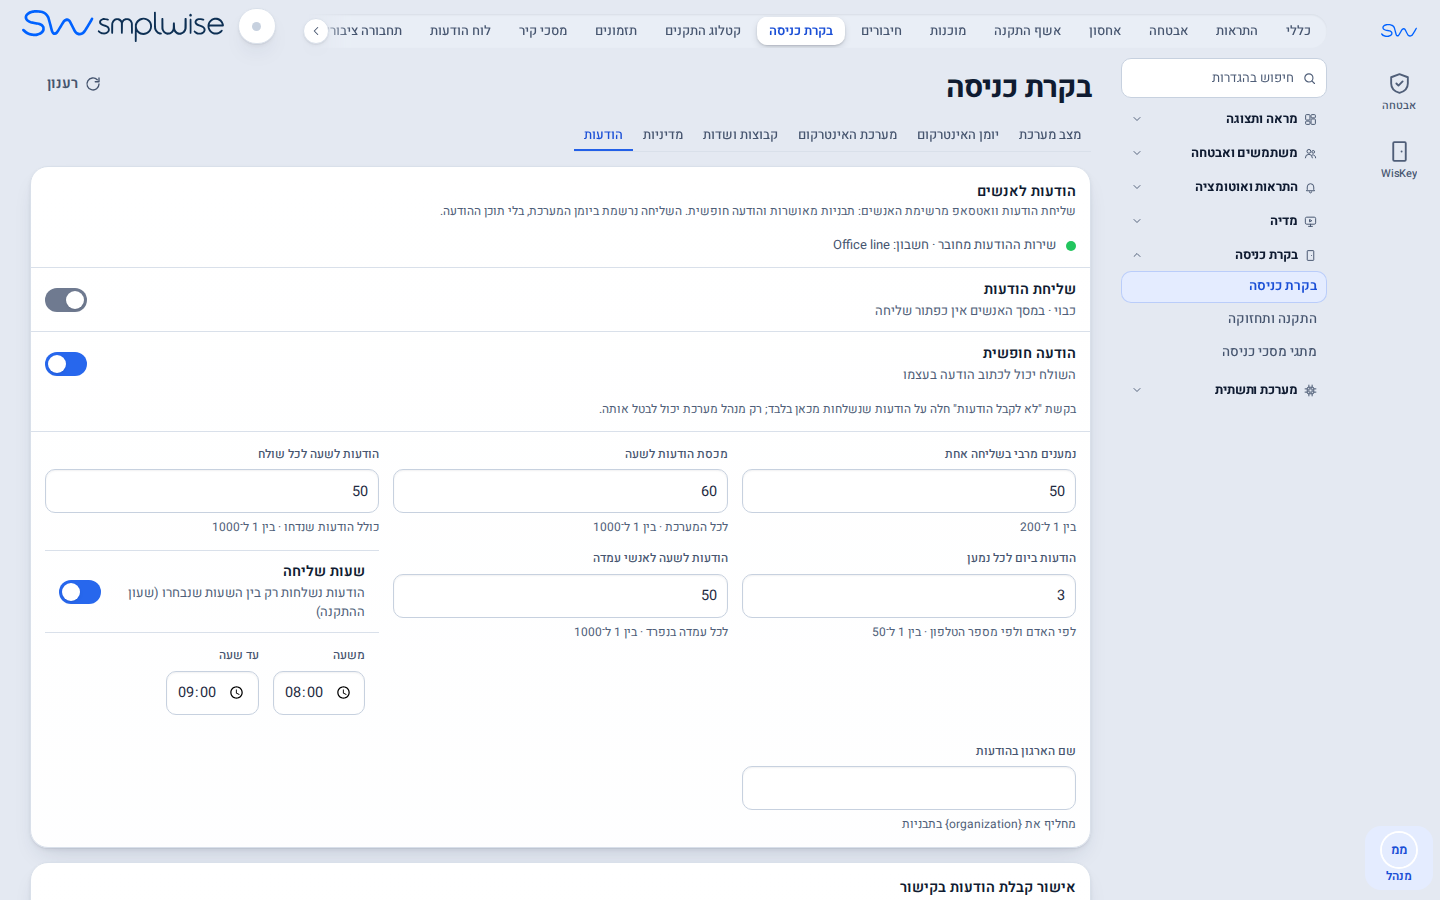 SW
אבטחה
WisKey
ממ
מנהל
כללי
התראות
אבטחה
אחסון
אשף התקנה
מוכנות
חיבורים
בקרת כניסה
קטלוג התקנים
תזמונים
מסכי קיר
לוח הודעות
תחבורה ציבור
SW smplwise
חיפוש בהגדרות
מראה ותצוגה
משתמשים ואבטחה
התראות ואוטומציה
מדיה
בקרת כניסה
בקרת כניסה
התקנה ותחזוקה
מתגי מסכי כניסה
מערכת ותשתית
בקרת כניסה
רענון
מצב מערכת
יומן האינטרקום
מערכת האינטרקום
קבוצות ושדות
מדיניות
הודעות
הודעות לאנשים
שליחת הודעות וואטסאפ מרשימת האנשים: תבניות מאושרות והודעה חופשית. השליחה נרשמת ביומן המערכת, בלי תוכן ההודעה.
שירות ההודעות מחובר · חשבון: Office line
שליחת הודעות
כבוי · במסך האנשים אין כפתור שליחה
הודעה חופשית
השולח יכול לכתוב הודעה בעצמו
בקשת "לא לקבל הודעות" חלה על הודעות שנשלחות מכאן בלבד; רק מנהל מערכת יכול לבטל אותה.
נמענים מרבי בשליחה אחת
50
בין 1 ל־200
מכסת הודעות לשעה
60
לכל המערכת · בין 1 ל־1000
הודעות לשעה לכל שולח
50
כולל הודעות שנדחו · בין 1 ל־1000
הודעות ביום לכל נמען
3
לפי האדם ולפי מספר הטלפון · בין 1 ל־50
הודעות לשעה לאנשי עמדה
50
לכל עמדה בנפרד · בין 1 ל־1000
שעות שליחה
הודעות נשלחות רק בין השעות שנבחרו (שעון
ההתקנה)
משעה
08:00
עד שעה
09:00
שם הארגון בהודעות
מחליף את {organization} בתבניות
אישור קבלת הודעות בקישור